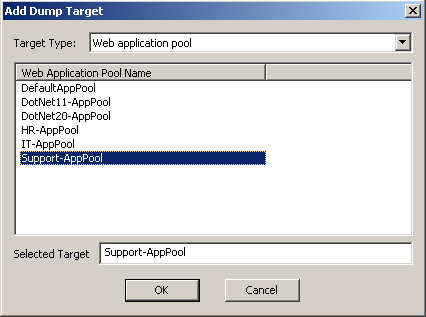 Add Dump Target
Target Type: Web application pool
Web Application Pool Name
DefaultAppPool
DotNet11-AppPool
DotNet20-AppPool
HR-AppPool
IT-AppPool
Support-AppPool
Selected Target Support-AppPool
OK Cancel